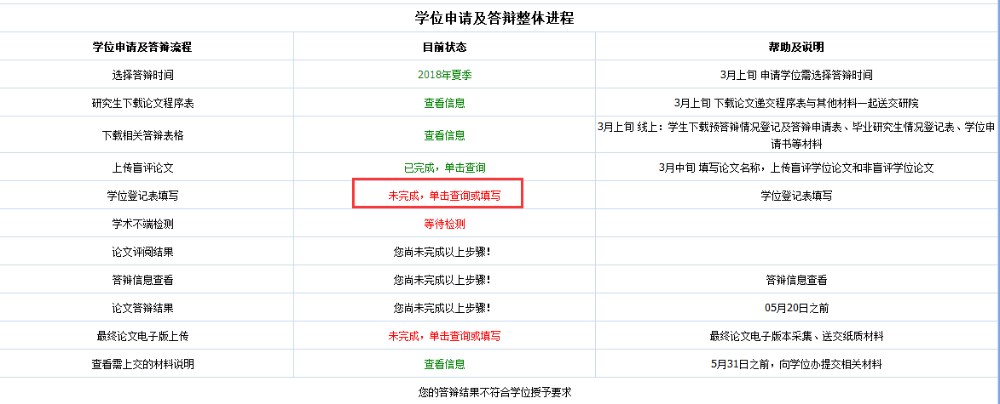 学位申请及答辩整体进程
学位申请及答辩流程 目前状态 帮助及说明
选择答辩时间 2018年夏季 3月上旬 申请学位需选择答辩时间
研究生下载论文程序表 查看信息 3月上旬 下载论文递交程序表与其他材料一起送交研院
下载相关答辩表格 查看信息 3月上旬 线上：学生下载预答辩情况登记及答辩申请表、毕业研究生情况登记表、学位申
请书等材料
上传盲评论文 已完成，单击查询 3月中旬 填写论文名称，上传盲评学位论文和非盲评学位论文
学位登记表填写 未完成，单击查询或填写 学位登记表填写
学术不端检测 等待检测
论文评阅结果 您尚未完成以上步骤！
答辩信息查看 您尚未完成以上步骤！ 答辩信息查看
论文答辩结果 您尚未完成以上步骤！ 05月20日之前
最终论文电子版上传 未完成，单击查询或填写 最终论文电子版本采集、送交纸质材料
查看需上交的材料说明 查看信息 5月31日之前，向学位办提交相关材料
您的答辩结果不符合学位授予要求